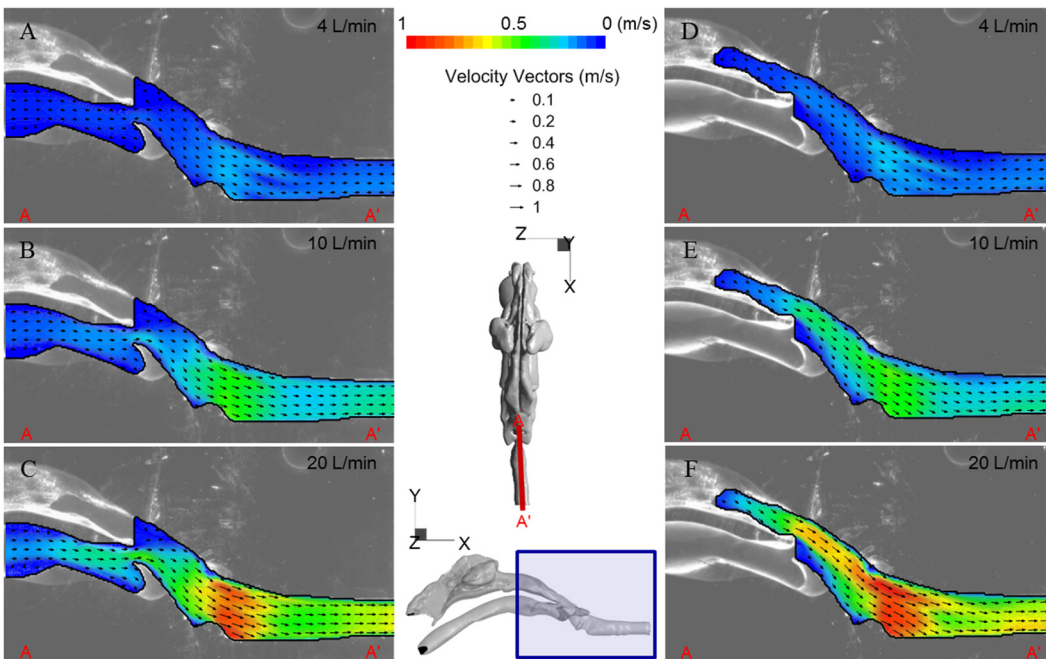 A
4 L/min
A
A'
B
10 L/min
A
A'
C
20 L/min
A
A'
1
0.5
0 (m/s)
Velocity Vectors (m/s)
0.1
0.2
0.4
0.6
0.8
1
Z
Y
X
A
A'
Y
Z
X
D
4 L/min
A
A'
E
10 L/min
A
A'
F
20 L/min
A
A'